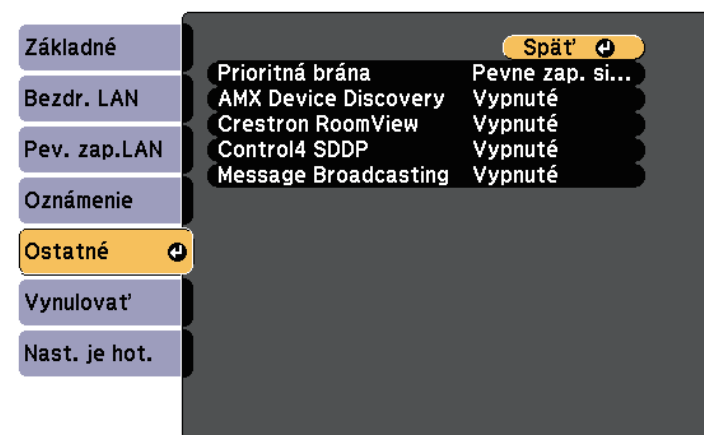 Základné
Bezdr. LAN
Pev. zap.LAN
Oznámenie
Ostatné
Vynulovať
Nast. je hot.
Späť
Prioritná brána Pevne zap. si...
AMX Device Discovery Vypnuté
Crestron RoomView Vypnuté
Control4 SDDP Vypnuté
Message Broadcasting Vypnuté